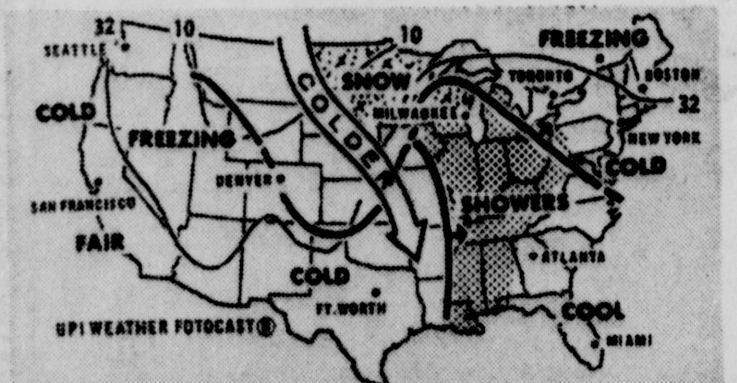 32
10
10
FREEZING
SEATTLE
SNOW
TORONTO
BOSTON
COLDER
32
COLD
MILWAUKEE
FREEZING
NEW YORK
COLD
DENVER
SAN FRANCISCO
SHOWERS
FAIR
ATLANTA
COLD
FT. WORTH
COOL
UPI WEATHER FOTOCAST ®
MIAMI